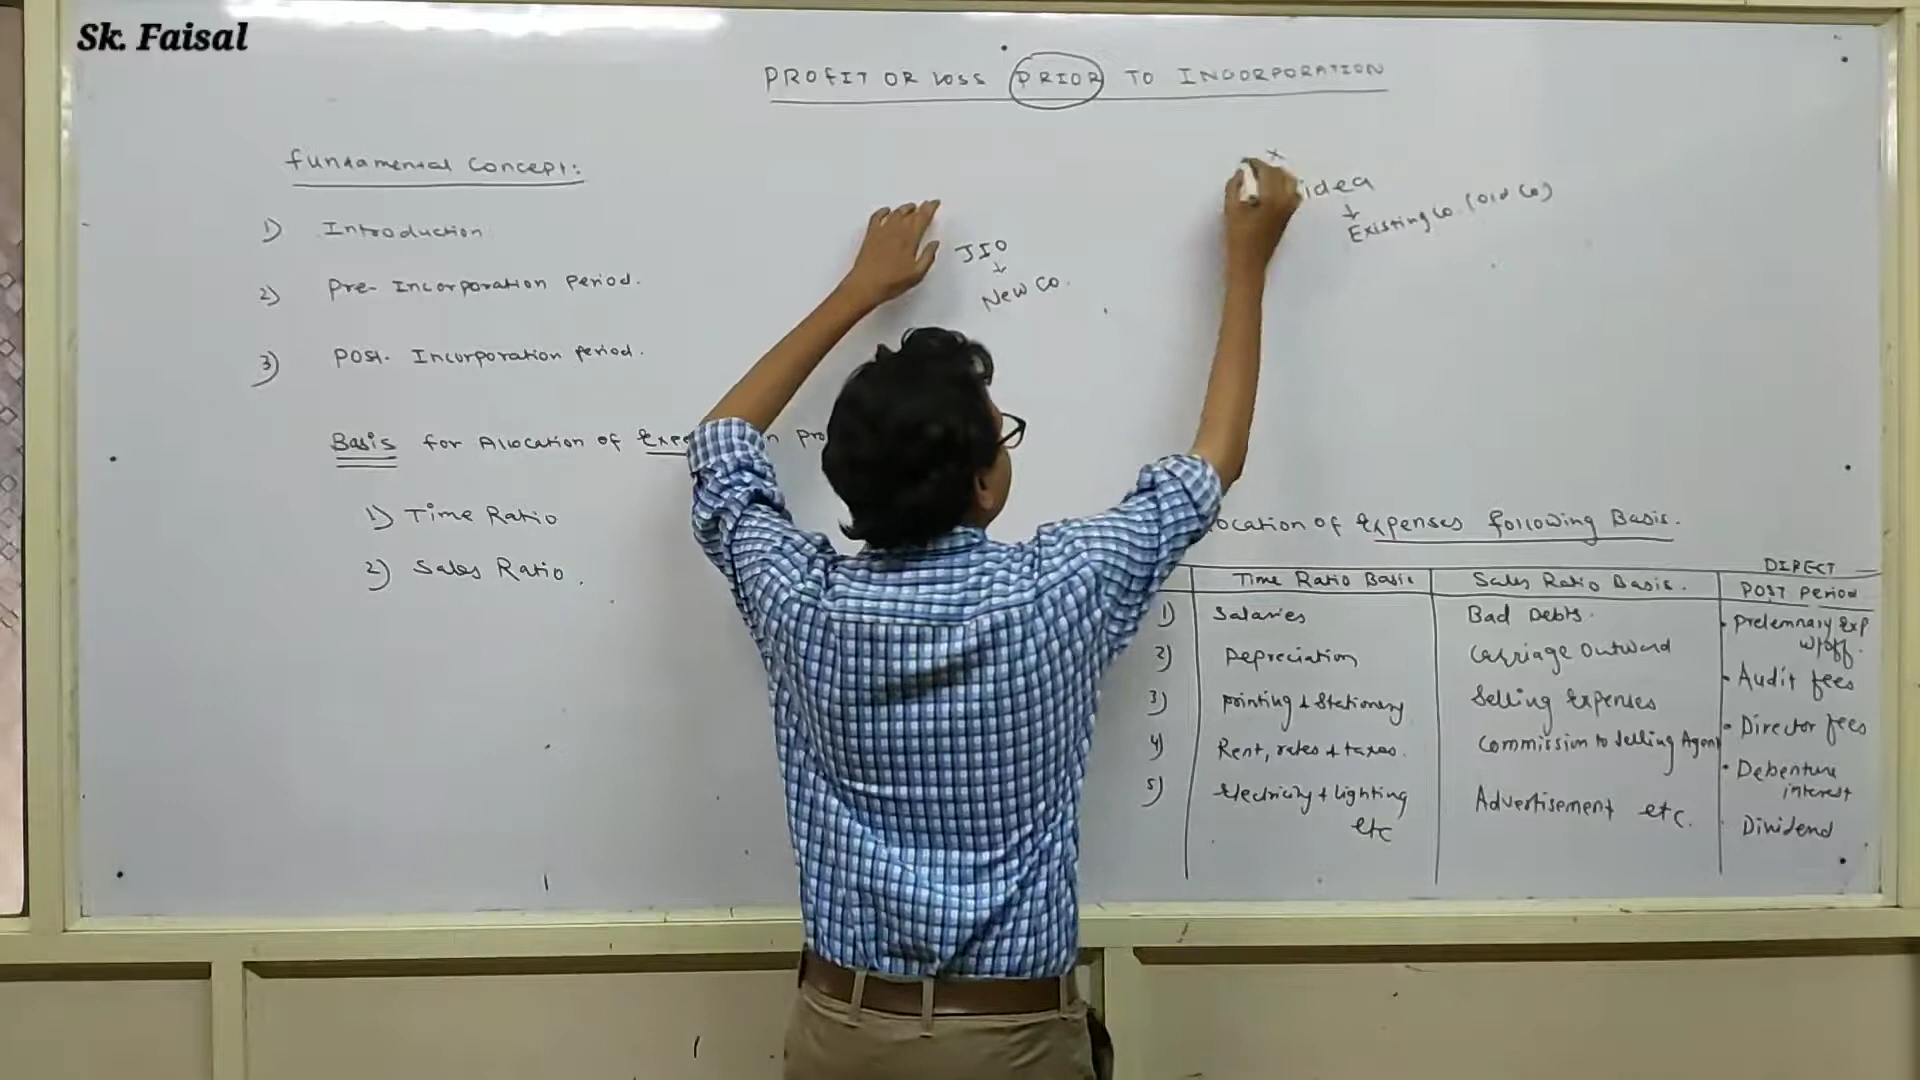 Sk. Faisal
PROFIT OR LOSS PRIOR TO INCORPORATION
Fundamental Concept:
1) Introduction
2) Pre-Incorporation Period.
3) Post-Incorporation Period.
JIO
↓
New Co.
idea
↓
Existing Co. (Old Co)
Basis for Allocation of
1) Time Ratio
2) Sales Ratio.
of Expenses following Basis.
Time Ratio Basis
Sales Ratio Basis.
DIRECT
POST Period
1) Salaries
Bad Debts.
• Prelemnary Exp
w/off.
2) Depreciation
Carriage Outward
• Audit fees
3) Printing & Stationery
Selling Expenses
• Director fees
4) Rent, rates & taxes.
Commission to Selling Agent
• Debenture
interest
5) Electricity & lighting
etc
Advertisement etc.
Dividend